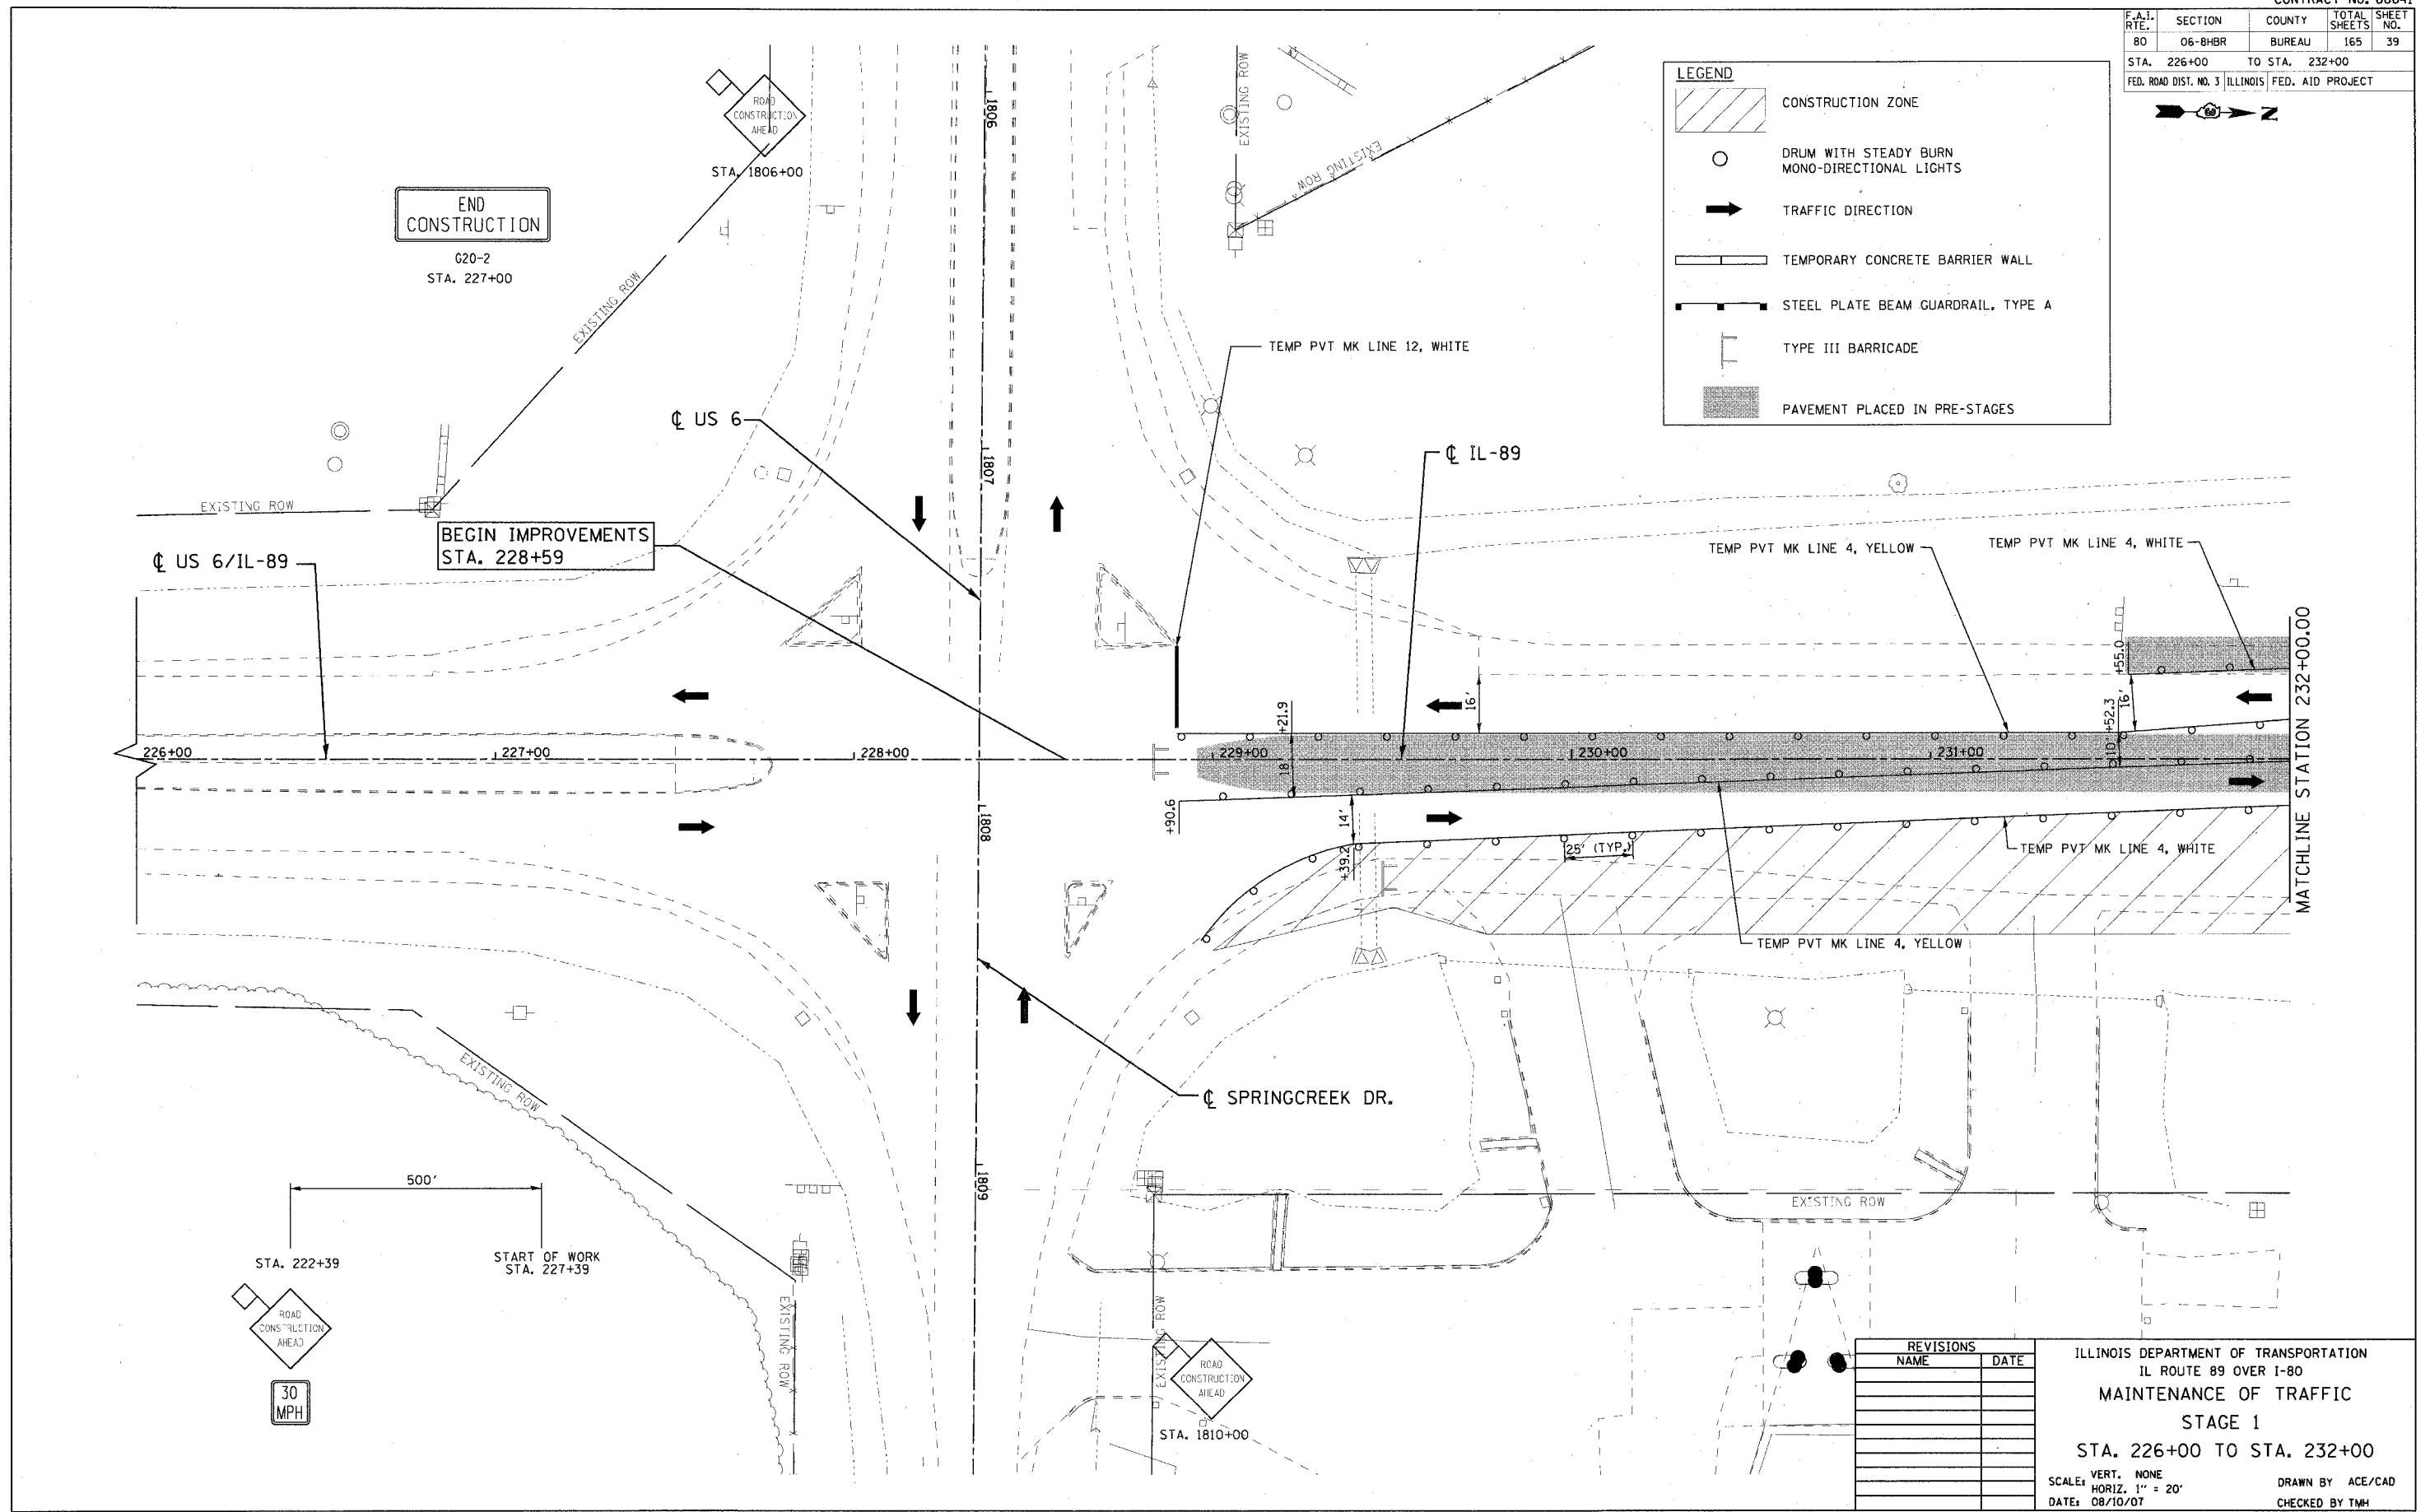 F.A.I. RTE. SECTION COUNTY TOTAL SHEETS SHEET NO.
80 06-8HBR BUREAU 165 39
STA. 226+00 TO STA. 232+00
FED. ROAD DIST. NO. 3 ILLINOIS FED. AID PROJECT
Z
LEGEND
CONSTRUCTION ZONE
DRUM WITH STEADY BURN
MONO-DIRECTIONAL LIGHTS
TRAFFIC DIRECTION
TEMPORARY CONCRETE BARRIER WALL
STEEL PLATE BEAM GUARDRAIL, TYPE A
TYPE III BARRICADE
PAVEMENT PLACED IN PRE-STAGES
ROAD
CONSTRUCTION
AHEAD
STA. 1806+00
END
CONSTRUCTION
G20-2
STA. 227+00
EXISTING ROW
EXISTING ROW
EXISTING ROW
EXISTING ROW
1806
1807
TEMP PVT MK LINE 12, WHITE
℄ US 6
℄ IL-89
BEGIN IMPROVEMENTS
STA. 228+59
℄ US 6/IL-89
TEMP PVT MK LINE 4, YELLOW
TEMP PVT MK LINE 4, WHITE
226+00
227+00
228+00
229+00
230+00
231+00
+21.9
18'
16'
+55.0
16'
+52.3
10'
+90.6
14'
+39.2
25' (TYP.)
TEMP PVT MK LINE 4, WHITE
TEMP PVT MK LINE 4, YELLOW
MATCHLINE STATION 232+00.00
1808
1809
℄ SPRINGCREEK DR.
EXISTING ROW
EXISTING ROW
EXISTING ROW
EXISTING ROW
500'
STA. 222+39
START OF WORK
STA. 227+39
ROAD
CONSTRUCTION
AHEAD
30
MPH
ROAD
CONSTRUCTION
AHEAD
STA. 1810+00
REVISIONS
NAME DATE
ILLINOIS DEPARTMENT OF TRANSPORTATION
IL ROUTE 89 OVER I-80
MAINTENANCE OF TRAFFIC
STAGE 1
STA. 226+00 TO STA. 232+00
SCALE: VERT. NONE
HORIZ. 1" = 20'
DATE: 08/10/07
DRAWN BY ACE/CAD
CHECKED BY TMH